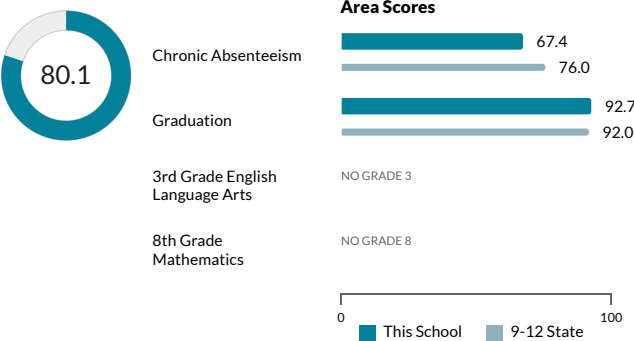 Area Scores
80.1
Chronic Absenteeism
67.4
76.0
Graduation
92.7
92.0
3rd Grade English
Language Arts
NO GRADE 3
8th Grade
Mathematics
NO GRADE 8
0
100
This School
9-12 State